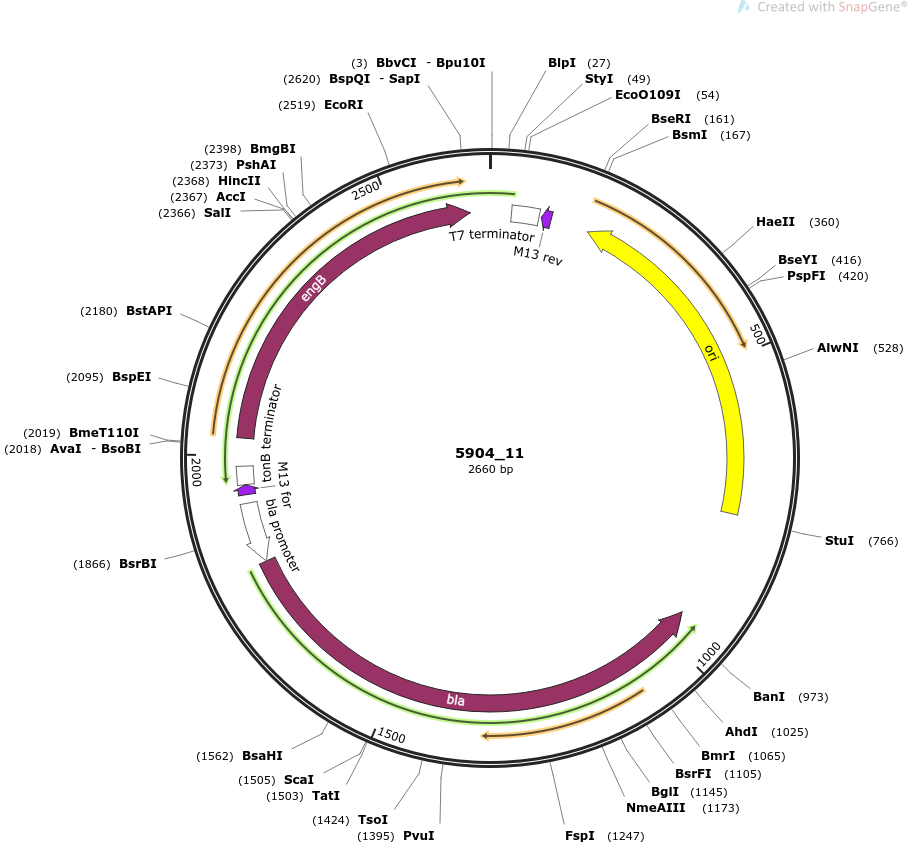 Created with SnapGene®
(3) BbvCI - Bpu10I
BlpI (27)
(2620) BspQI - SapI
StyI (49)
EcoO109I (54)
(2519) EcoRI
BseRI (161)
BsmI (167)
(2398) BmgBI
(2373) PshAI
(2368) HincII
(2367) AccI
(2366) SalI
HaeII (360)
BseYI (416)
PspFI (420)
(2180) BstAPI
AlwNI (528)
(2095) BspEI
(2019) BmeT110I
(2018) AvaI - BsoBI
StuI (766)
(1866) BsrBI
BanI (973)
AhdI (1025)
(1562) BsaHI
BmrI (1065)
BsrFI (1105)
(1505) ScaI
BglI (1145)
(1503) TatI
NmeAIII (1173)
(1424) TsoI
(1395) PvuI
FspI (1247)
2500
500
2000
1000
1500
T7 terminator
M13 rev
engB
ori
tonB terminator
M13 for
bla promoter
bla
5904_11
2660 bp